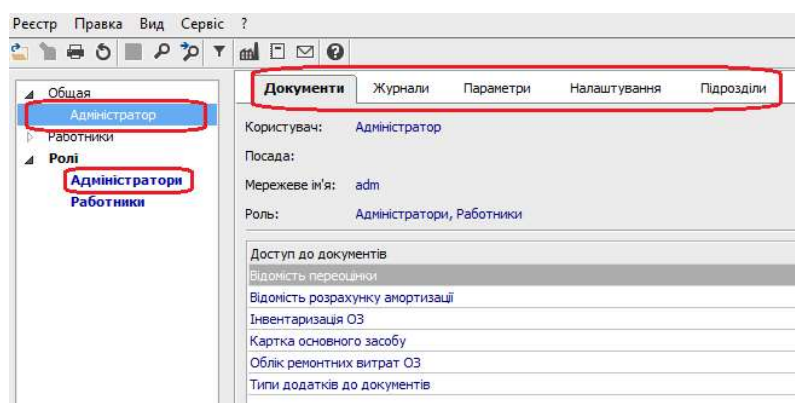 Реєстр Правка Вид Сервіс ?
Общая
Адміністратор
Работники
Ролі
Адміністратори
Работники
Документи Журнали Параметри Налаштування Підрозділи
Користувач: Адміністратор
Посада:
Мережеве ім'я: adm
Роль: Адміністратори, Работники
Доступ до документів
Відомість переоцінки
Відомість розрахунку амортизації
Інвентаризація ОЗ
Картка основного засобу
Облік ремонтних витрат ОЗ
Типи додатків до документів